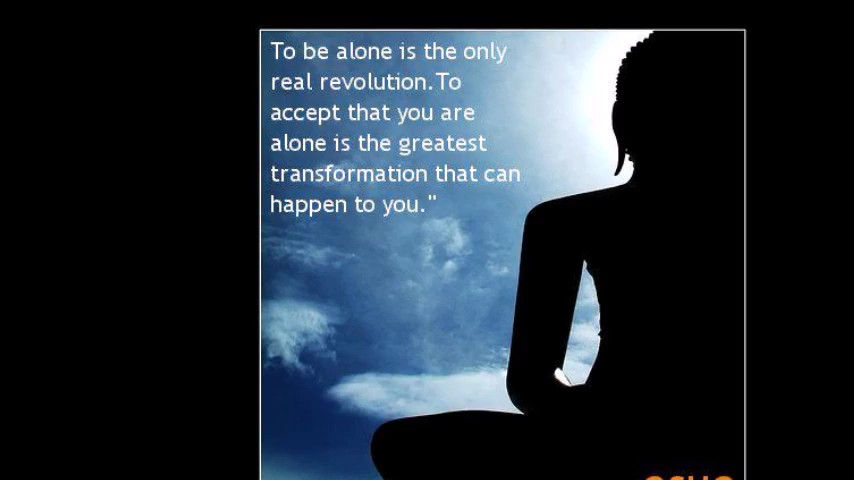 To be alone is the only
real revolution.To
accept that you are
alone is the greatest
transformation that can
happen to you."